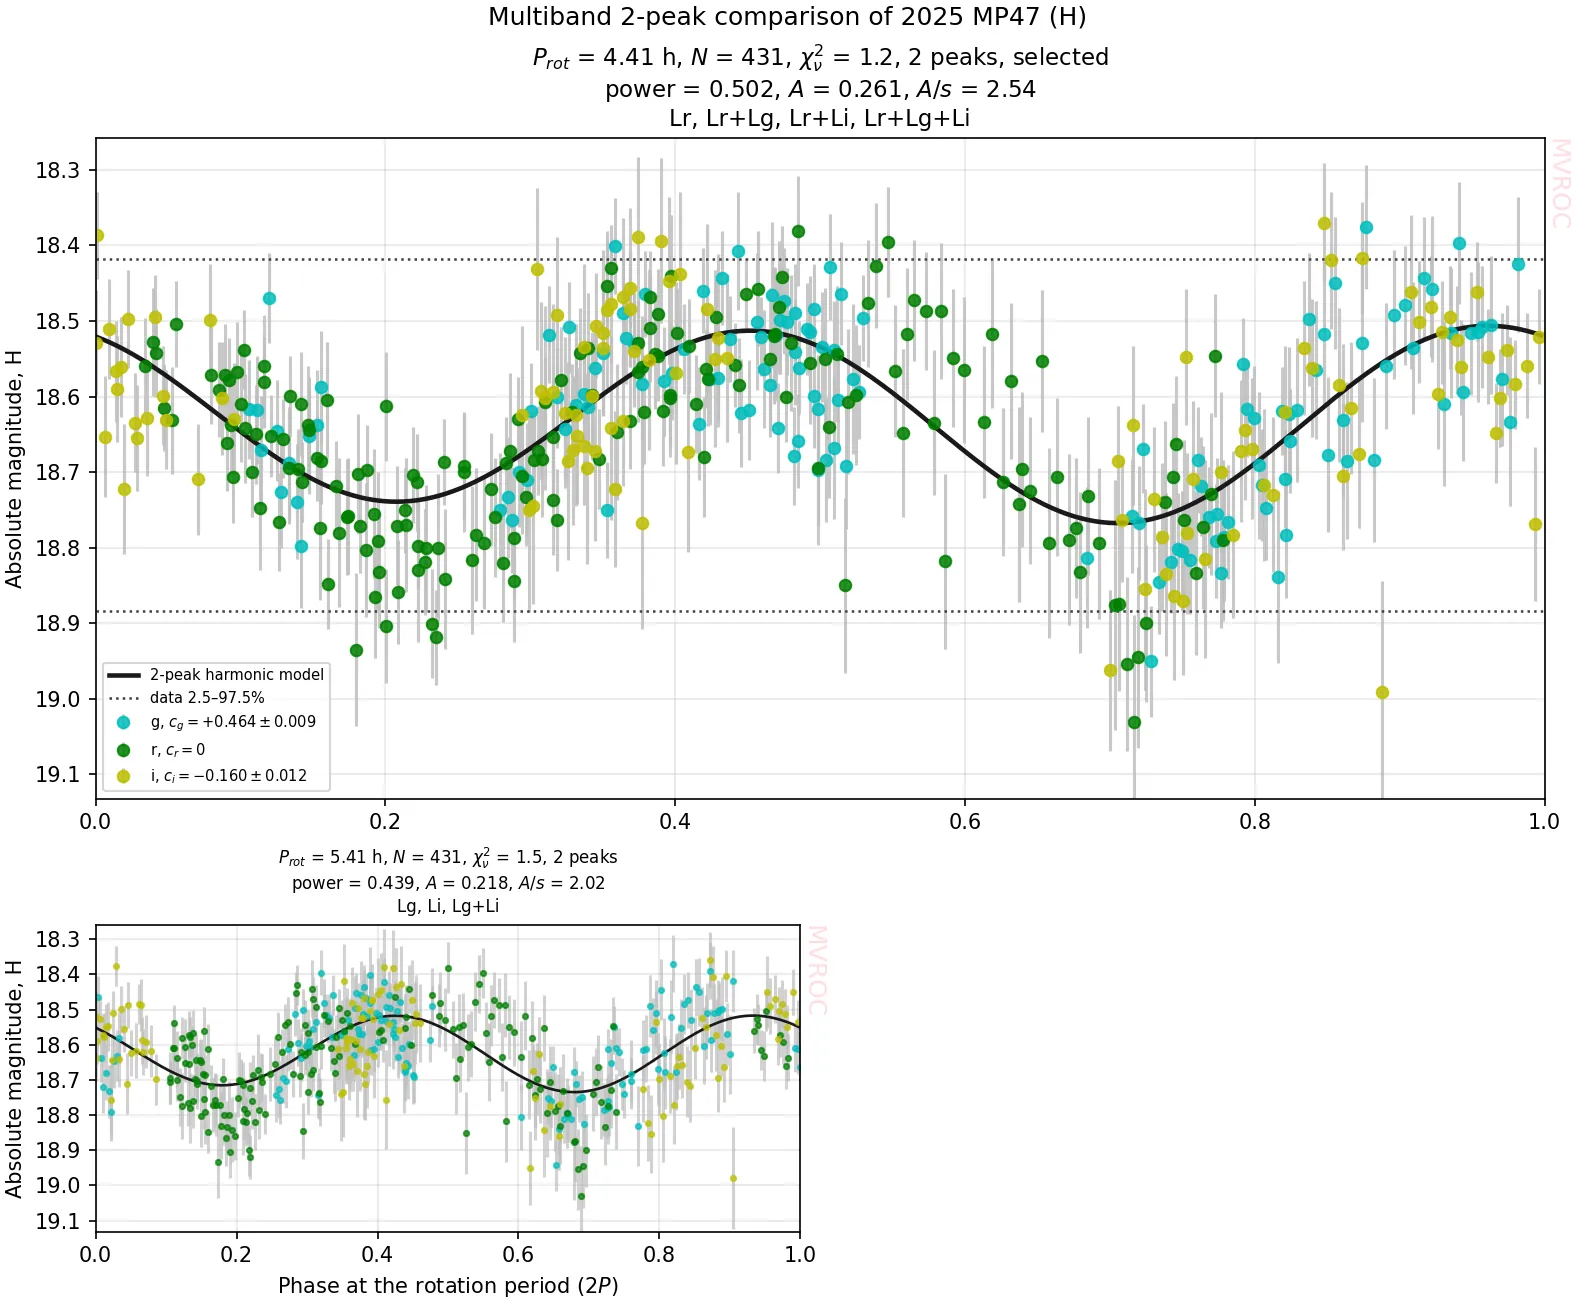 Multiband 2-peak comparison of 2025 MP47 (H)
P_rot = 4.41 h, N = 431, χ²_ν = 1.2, 2 peaks, selected
power = 0.502, A = 0.261, A/s = 2.54
Lr, Lr+Lg, Lr+Li, Lr+Lg+Li
MVROC
Absolute magnitude, H
18.3
18.4
18.5
18.6
18.7
18.8
18.9
19.0
19.1
2-peak harmonic model
data 2.5–97.5%
g, c_g = +0.464 ± 0.009
r, c_r = 0
i, c_i = −0.160 ± 0.012
0.0 0.2 0.4 0.6 0.8 1.0
P_rot = 5.41 h, N = 431, χ²_ν = 1.5, 2 peaks
power = 0.439, A = 0.218, A/s = 2.02
Lg, Li, Lg+Li
MVROC
Absolute magnitude, H
18.3
18.4
18.5
18.6
18.7
18.8
18.9
19.0
19.1
0.0 0.2 0.4 0.6 0.8 1.0
Phase at the rotation period (2P)